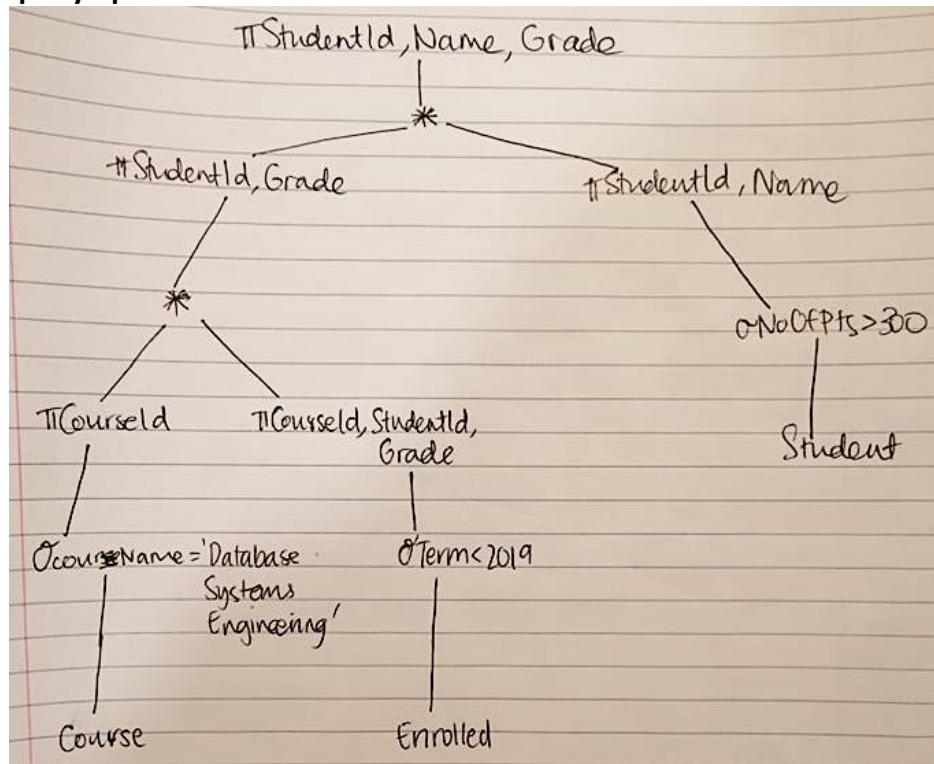 πStudentId, Name, Grade
*
πStudentId, Grade
πStudentId, Name
*
σNoOfPts>300
πCourseId
πCourseId, StudentId,
Grade
Student
σcourseName='Database
Systems
Engineering'
σTerm<2019
Course
Enrolled